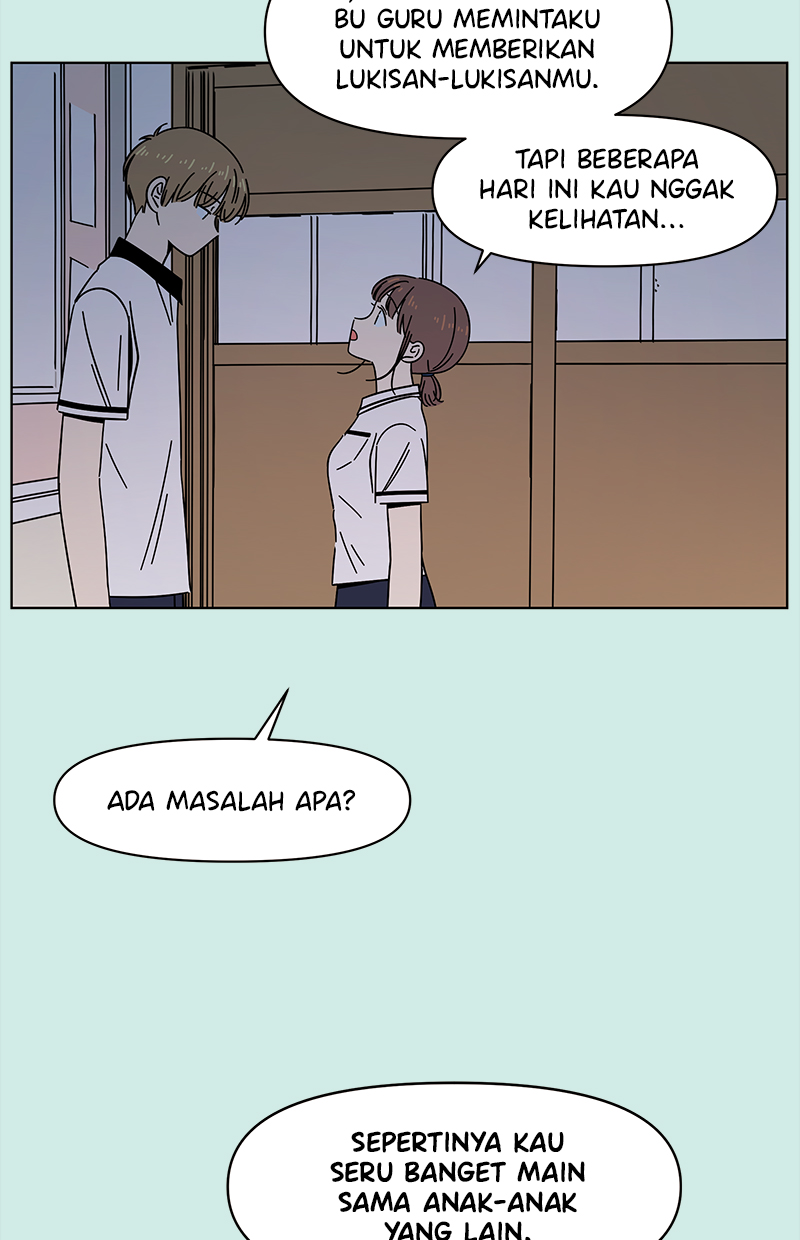 BU GURU MEMINTAKU
UNTUK MEMBERIKAN
LUKISAN-LUKISANMU.
TAPI BEBERAPA
HARI INI KAU NGGAK
KELIHATAN...
ADA MASALAH APA?
SEPERTINYA KAU
SERU BANGET MAIN
SAMA ANAK-ANAK
YANG LAIN.